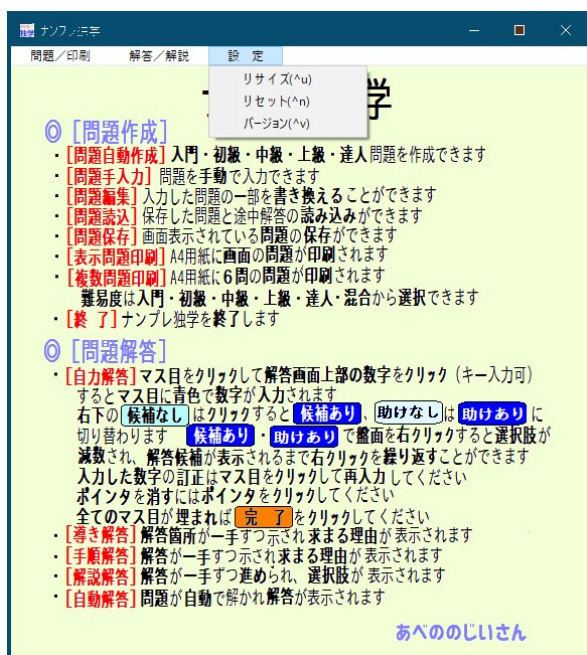 ナンプレ独学
問題／印刷 解答／解説 設 定
リサイズ(^u)
リセット(^n)
バージョン(^v)
学
◎［問題作成］
・［問題自動作成］入門・初級・中級・上級・達人問題を作成できます
・［問題手入力］問題を手動で入力できます
・［問題編集］入力した問題の一部を書き換えることができます
・［問題読込］保存した問題と途中解答の読み込みができます
・［問題保存］画面表示されている問題の保存ができます
・［表示問題印刷］A4用紙に画面の問題が印刷されます
・［複数問題印刷］A4用紙に6問の問題が印刷されます
難易度は入門・初級・中級・上級・達人・混合から選択できます
・［終 了］ナンプレ独学を終了します
◎［問題解答］
・［自力解答］マス目をクリックして解答画面上部の数字をクリック（キー入力可）
するとマス目に青色で数字が入力されます
右下の 候補なし はクリックすると 候補あり 、 助けなし は 助けあり に
切り替わります 候補あり ・ 助けあり で盤面を右クリックすると選択肢が
減数され、解答候補が表示されるまで右クリックを繰り返すことができます
入力した数字の訂正はマス目をクリックして再入力してください
ポインタを消すにはポインタをクリックしてください
全てのマス目が埋まれば 完 了 をクリックしてください
・［導き解答］解答箇所が一手ずつ示され求まる理由が表示されます
・［手順解答］解答が一手ずつ示され求まる理由が表示されます
・［解説解答］解答が一手ずつ進められ、選択肢が表示されます
・［自動解答］問題が自動で解かれ解答が表示されます
あべののじいさん